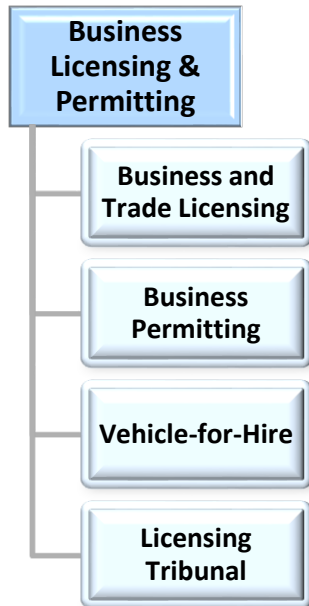 Business
Licensing &
Permitting
Business and
Trade Licensing
Business
Permitting
Vehicle-for-Hire
Licensing
Tribunal